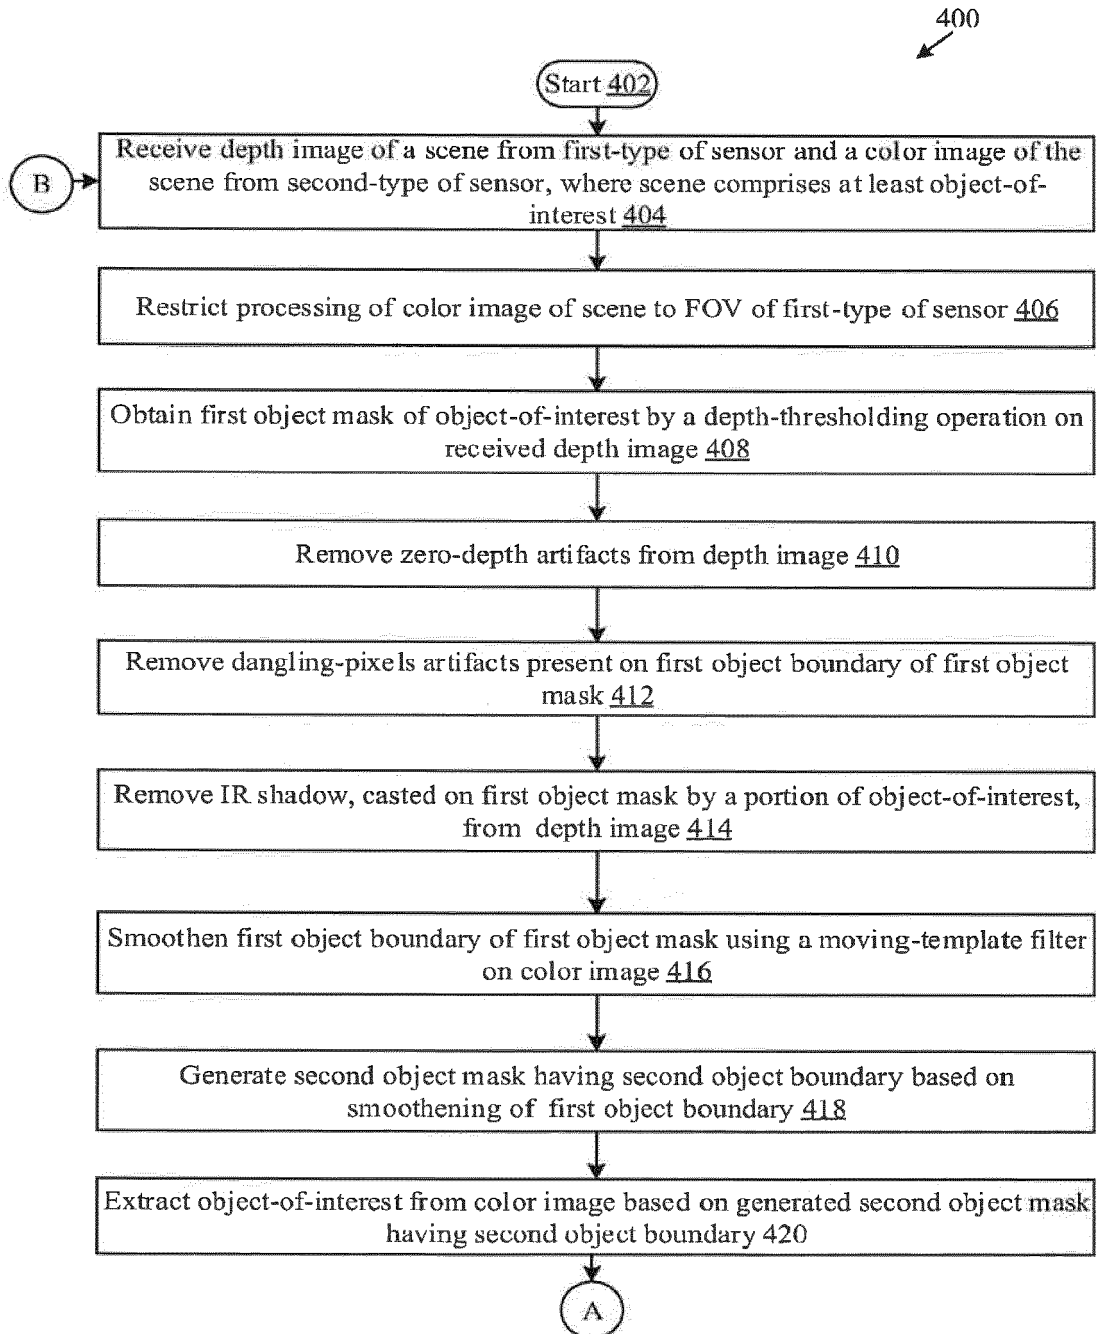 400
Start 402
Receive depth image of a scene from first-type of sensor and a color image of the
scene from second-type of sensor, where scene comprises at least object-of-
interest 404
B
Restrict processing of color image of scene to FOV of first-type of sensor 406
Obtain first object mask of object-of-interest by a depth-thresholding operation on
received depth image 408
Remove zero-depth artifacts from depth image 410
Remove dangling-pixels artifacts present on first object boundary of first object
mask 412
Remove IR shadow, casted on first object mask by a portion of object-of-interest,
from depth image 414
Smoothen first object boundary of first object mask using a moving-template filter
on color image 416
Generate second object mask having second object boundary based on
smoothening of first object boundary 418
Extract object-of-interest from color image based on generated second object mask
having second object boundary 420
A